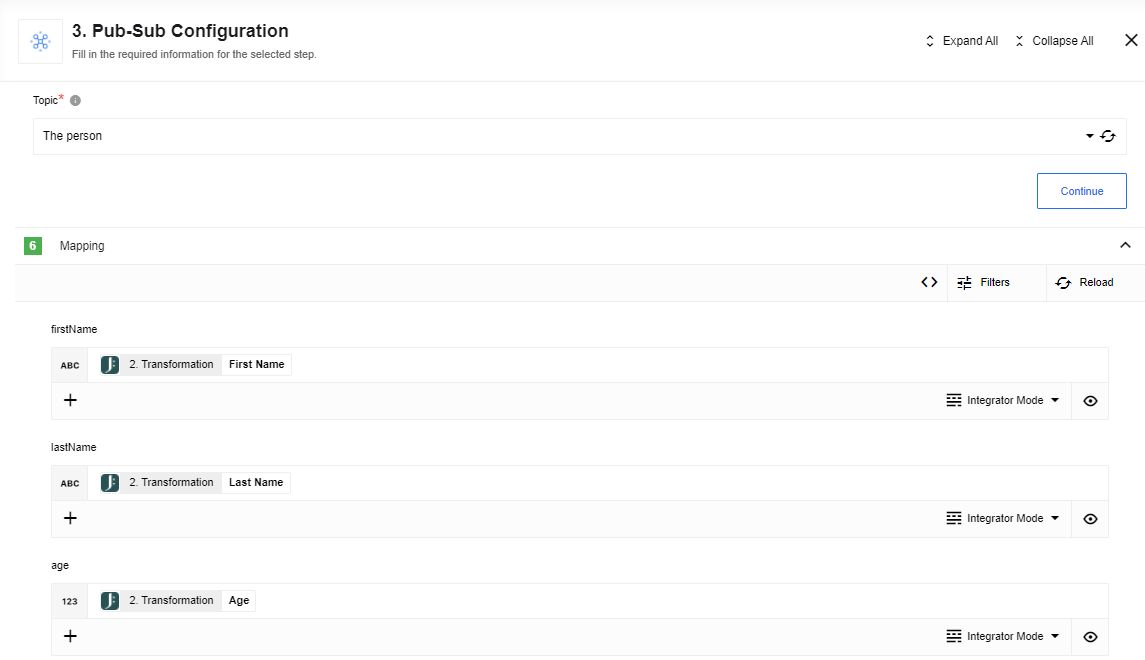 3. Pub-Sub Configuration
Fill in the required information for the selected step.
Expand All
Collapse All
Topic*
The person
Continue
6 Mapping
Filters
Reload
firstName
ABC 2. Transformation First Name
Integrator Mode
lastName
ABC 2. Transformation Last Name
Integrator Mode
age
123 2. Transformation Age
Integrator Mode